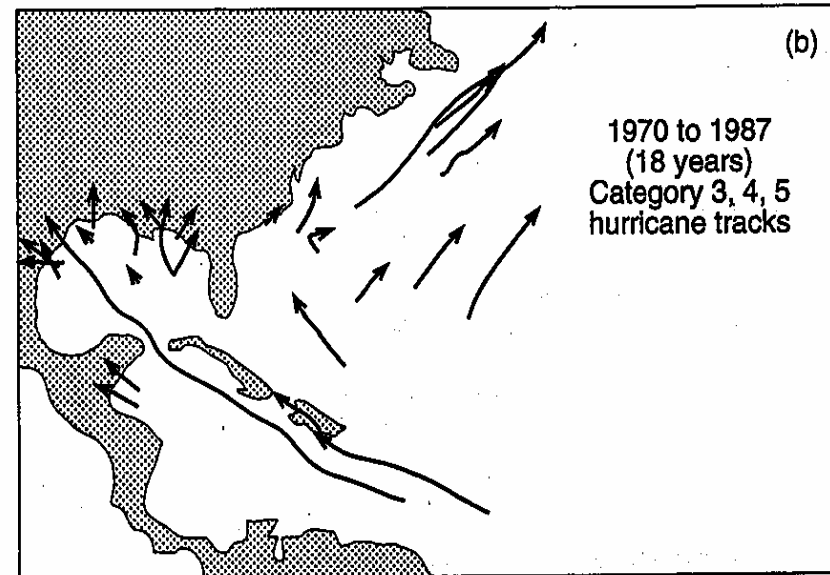 (b)
1970 to 1987
(18 years)
Category 3, 4, 5
hurricane tracks